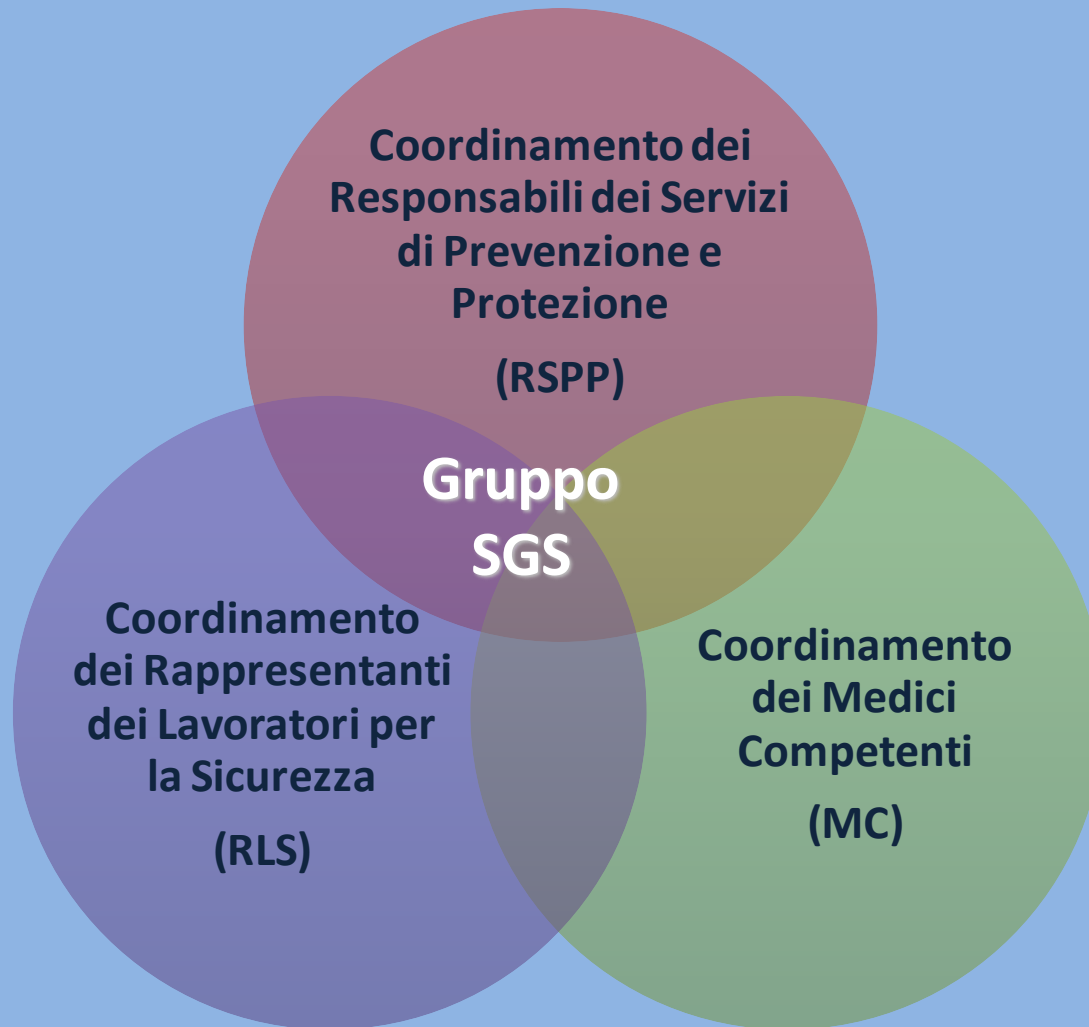 Coordinamento dei
Responsabili dei Servizi
di Prevenzione e
Protezione
(RSPP)
Gruppo
SGS
Coordinamento
dei Rappresentanti
dei Lavoratori per
la Sicurezza
(RLS)
Coordinamento
dei Medici
Competenti
(MC)